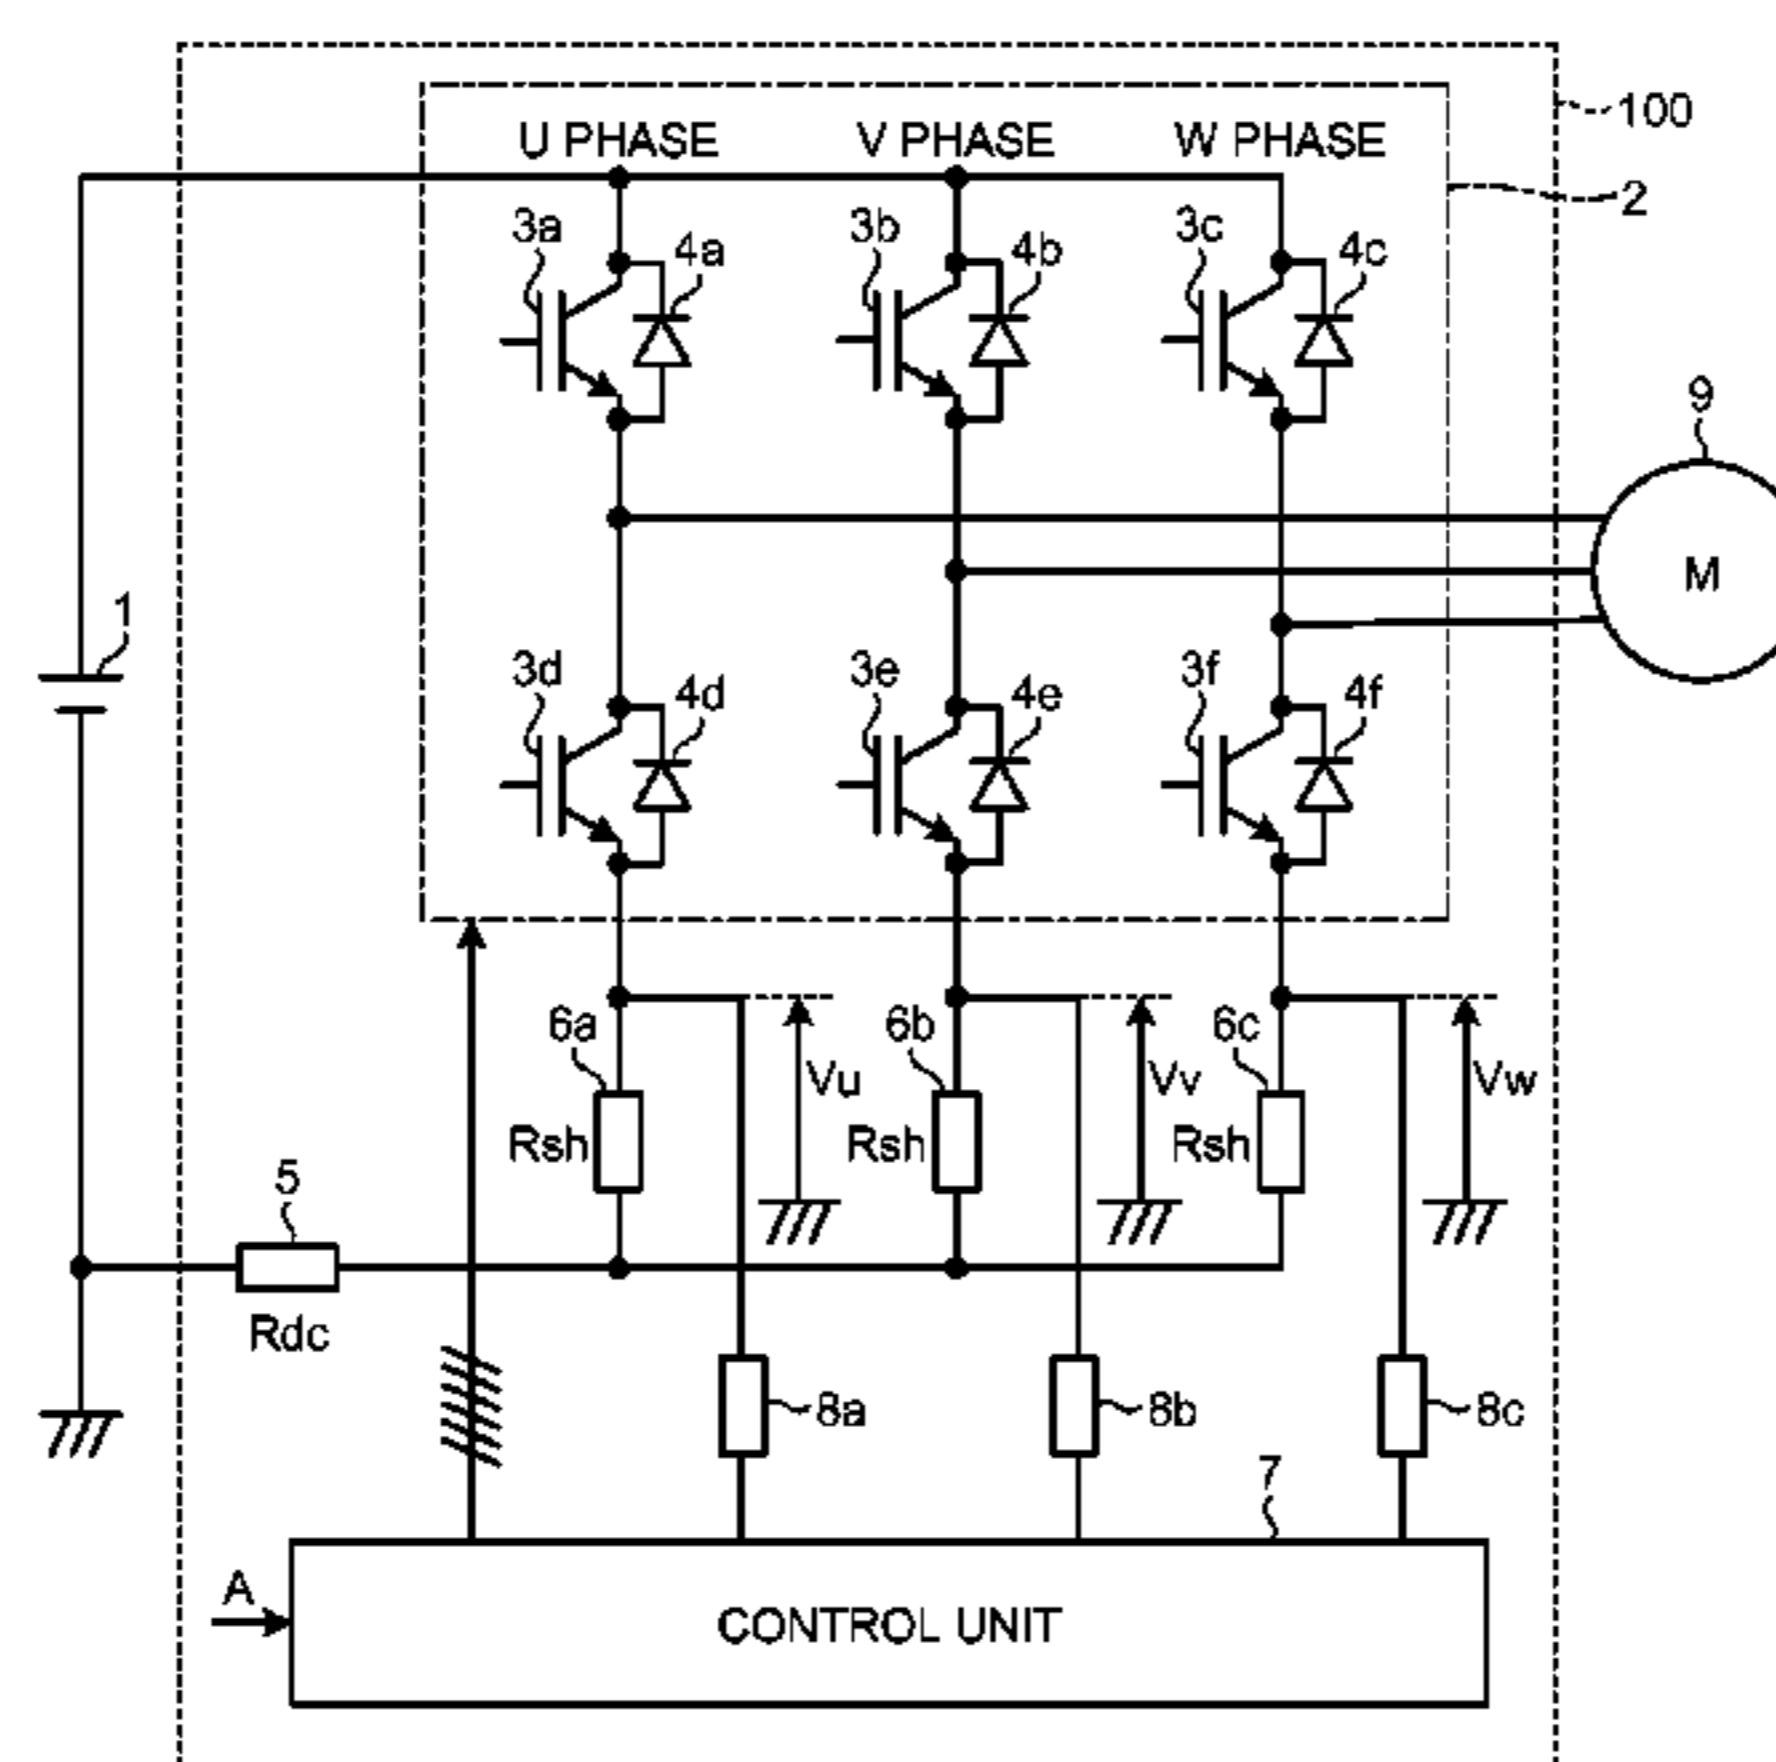 100
U PHASE V PHASE W PHASE
2
3a 4a 3b 4b 3c 4c
9
M
1
3d 4d 3e 4e 3f 4f
6a 6b 6c
Vu Vv Vw
Rsh Rsh Rsh
5
Rdc
8a 8b 8c
7
A
CONTROL UNIT